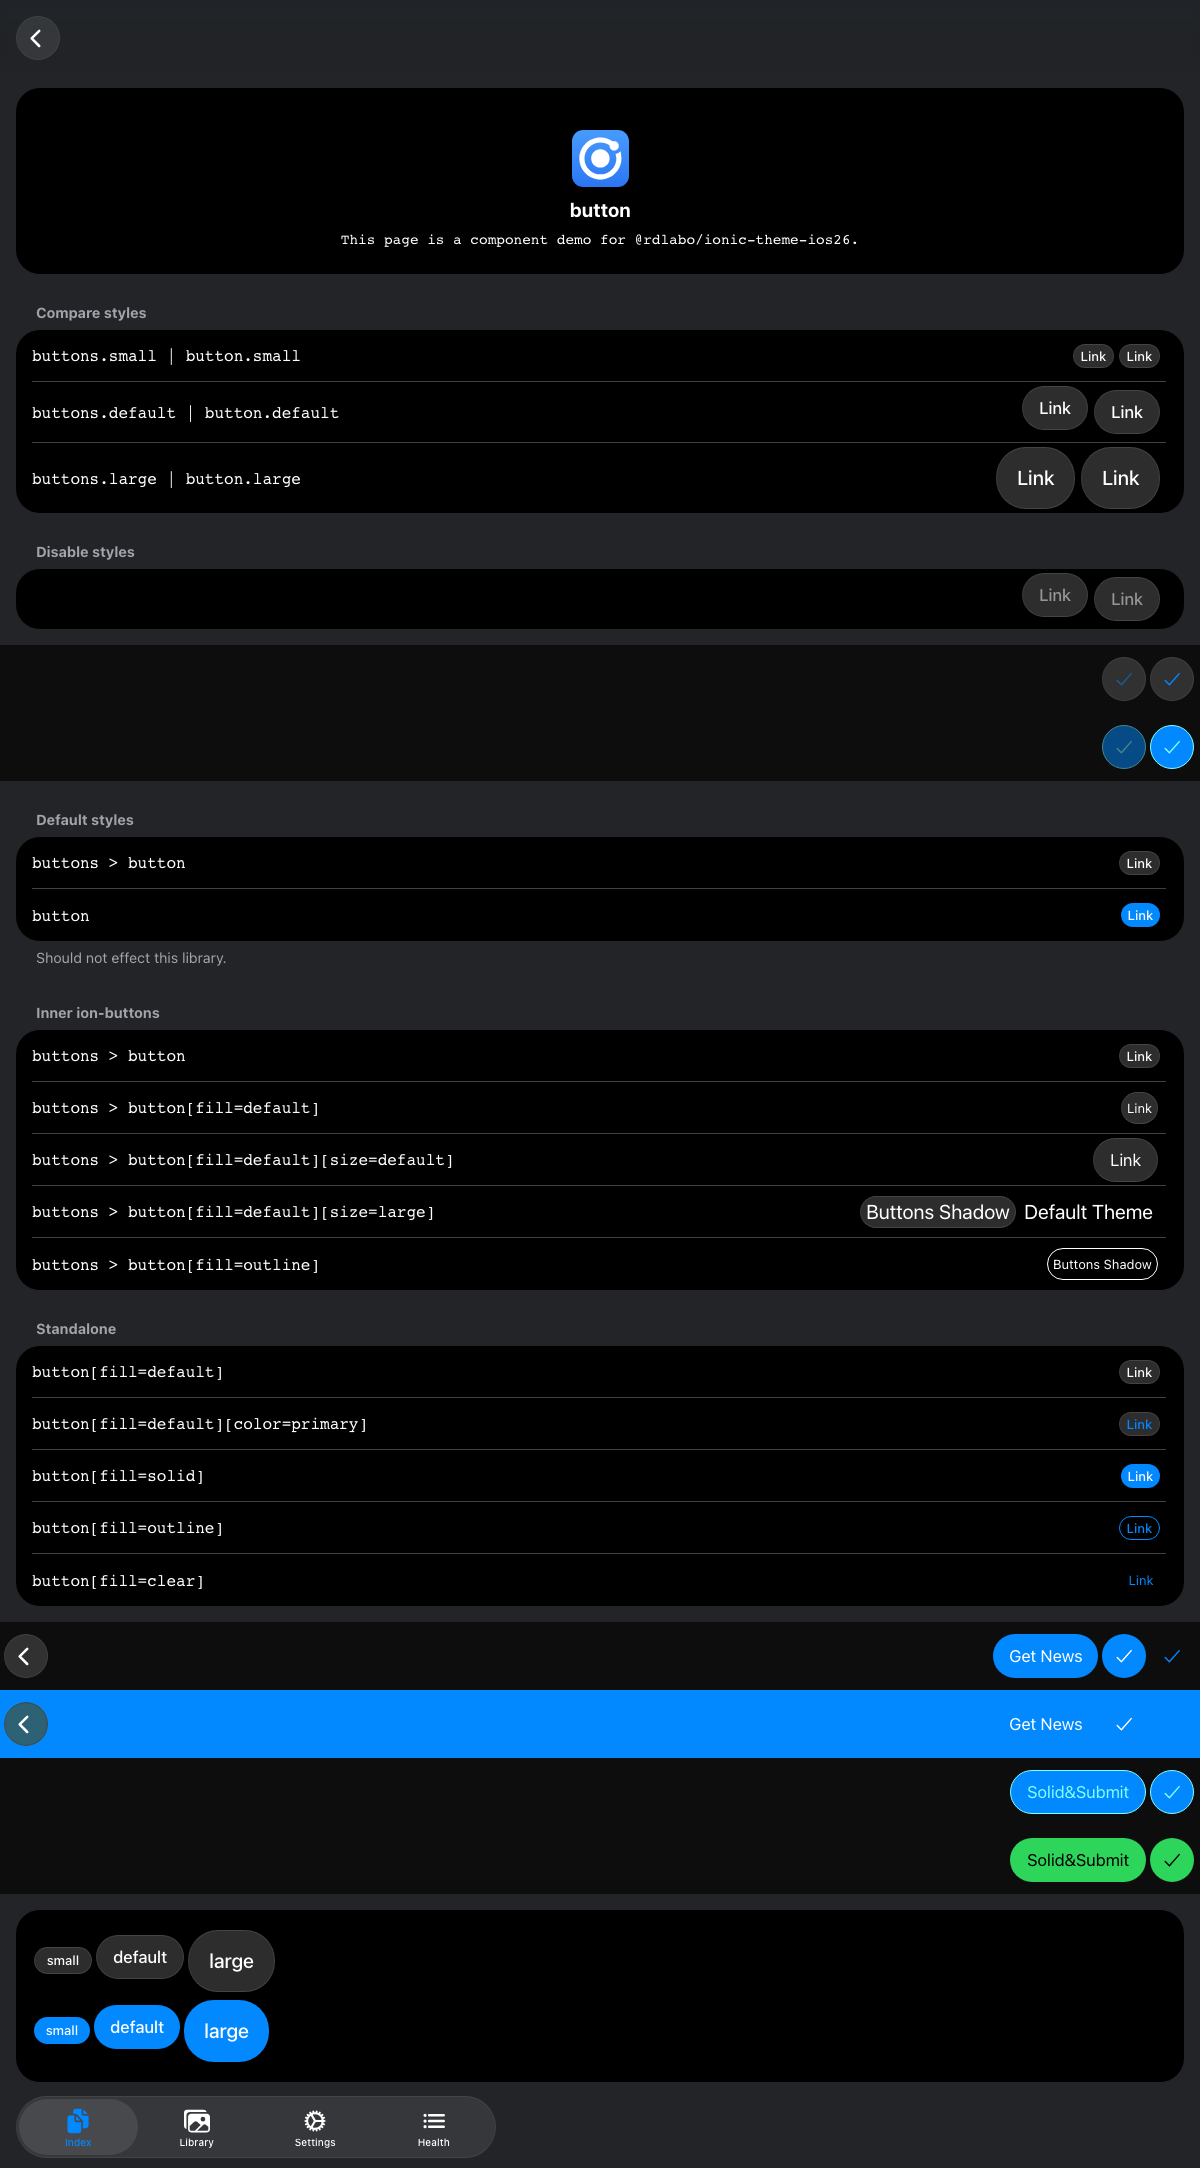 button
This page is a component demo for @rdlabo/ionic-theme-ios26.
Compare styles
buttons.small | button.small Link Link
buttons.default | button.default Link Link
buttons.large | button.large Link Link
Disable styles
Link Link
Default styles
buttons > button Link
button Link
Should not effect this library.
Inner ion-buttons
buttons > button Link
buttons > button[fill=default] Link
buttons > button[fill=default][size=default] Link
buttons > button[fill=default][size=large] Buttons Shadow Default Theme
buttons > button[fill=outline] Buttons Shadow
Standalone
button[fill=default] Link
button[fill=default][color=primary] Link
button[fill=solid] Link
button[fill=outline] Link
button[fill=clear] Link
Get News
Get News
Solid&Submit
Solid&Submit
small default large
small default large
Index Library Settings Health